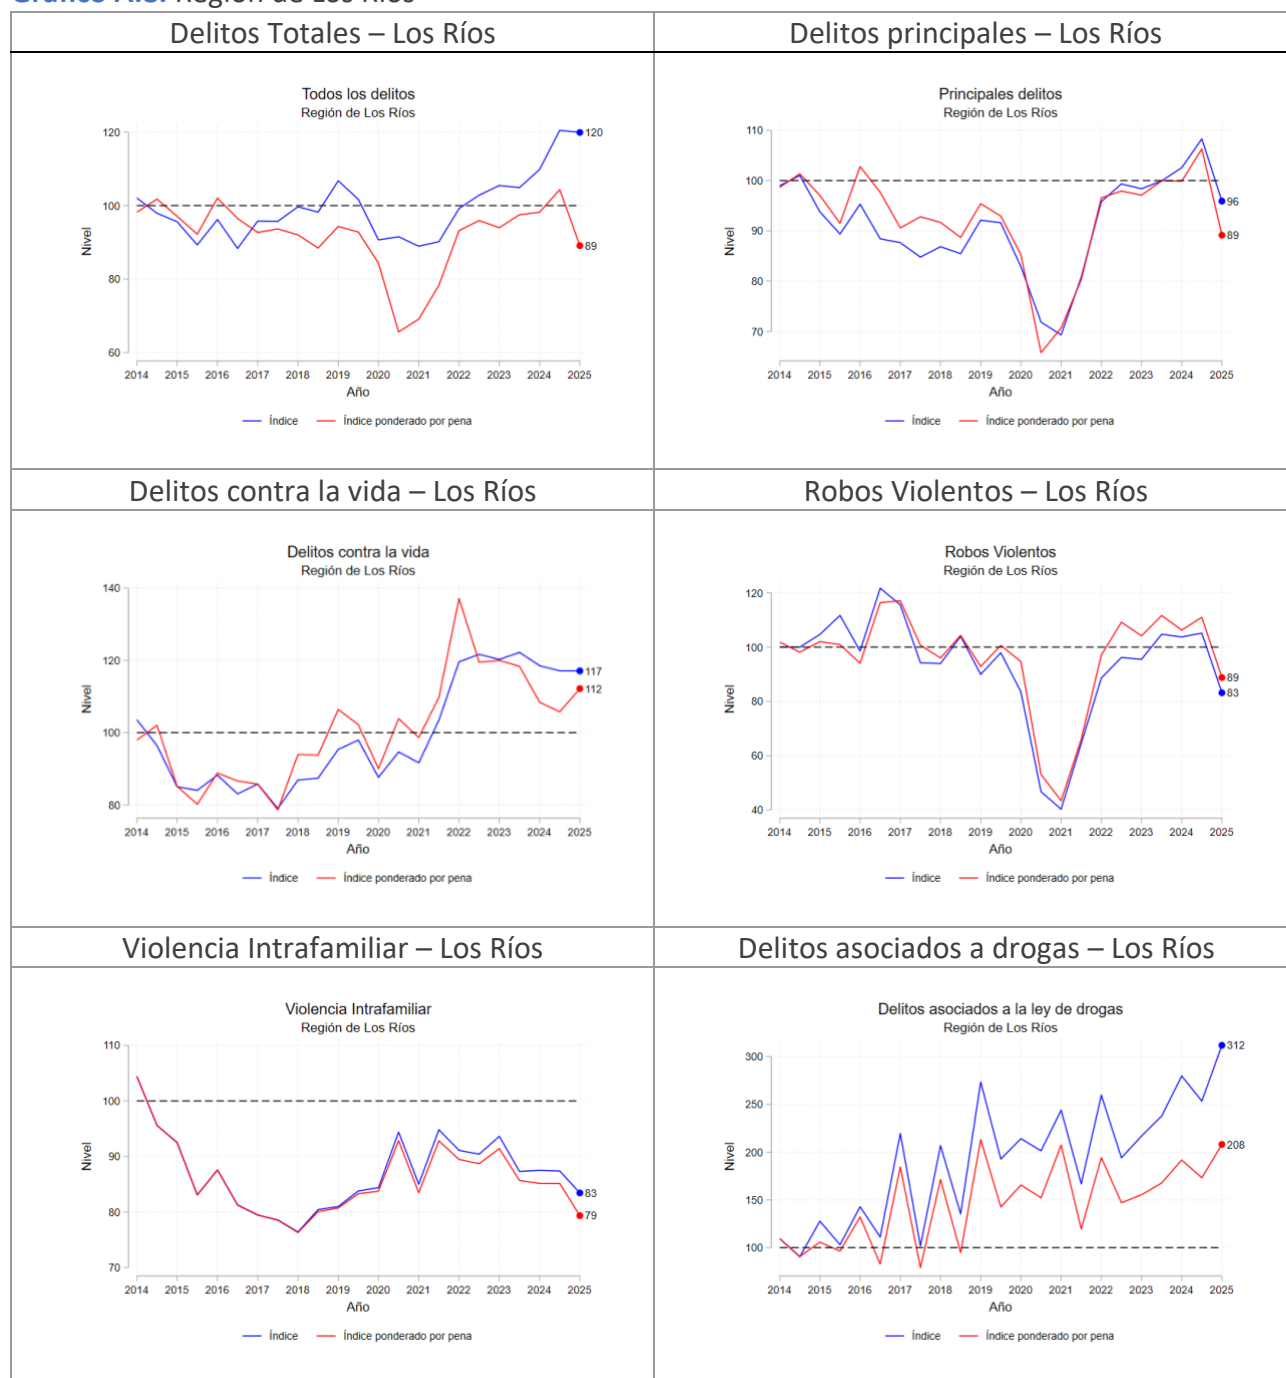 Gráfico A.8. Región de Los Ríos
Delitos Totales – Los Ríos
Delitos principales – Los Ríos
Todos los delitos
Región de Los Ríos
120
100
80
60
Nivel
120
89
2014 2015 2016 2017 2018 2019 2020 2021 2022 2023 2024 2025
Año
Índice Índice ponderado por pena
Principales delitos
Región de Los Ríos
110
100
90
80
70
Nivel
96
89
2014 2015 2016 2017 2018 2019 2020 2021 2022 2023 2024 2025
Año
Índice Índice ponderado por pena
Delitos contra la vida – Los Ríos
Robos Violentos – Los Ríos
Delitos contra la vida
Región de Los Ríos
140
120
100
80
Nivel
117
112
2014 2015 2016 2017 2018 2019 2020 2021 2022 2023 2024 2025
Año
Índice Índice ponderado por pena
Robos Violentos
Región de Los Ríos
120
100
80
60
40
Nivel
89
83
2014 2015 2016 2017 2018 2019 2020 2021 2022 2023 2024 2025
Año
Índice Índice ponderado por pena
Violencia Intrafamiliar – Los Ríos
Delitos asociados a drogas – Los Ríos
Violencia Intrafamiliar
Región de Los Ríos
110
100
90
80
70
Nivel
83
79
2014 2015 2016 2017 2018 2019 2020 2021 2022 2023 2024 2025
Año
Índice Índice ponderado por pena
Delitos asociados a la ley de drogas
Región de Los Ríos
300
250
200
150
100
Nivel
312
208
2014 2015 2016 2017 2018 2019 2020 2021 2022 2023 2024 2025
Año
Índice Índice ponderado por pena